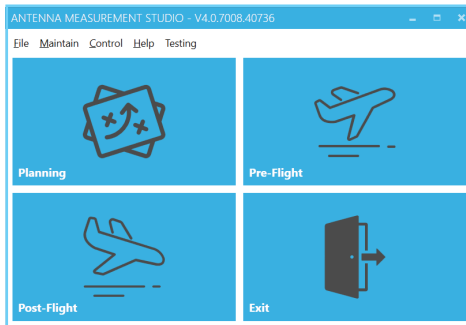 ANTENNA MEASUREMENT STUDIO - V4.0.7008.40736
File Maintain Control Help Testing
Planning
Pre-Flight
Post-Flight
Exit